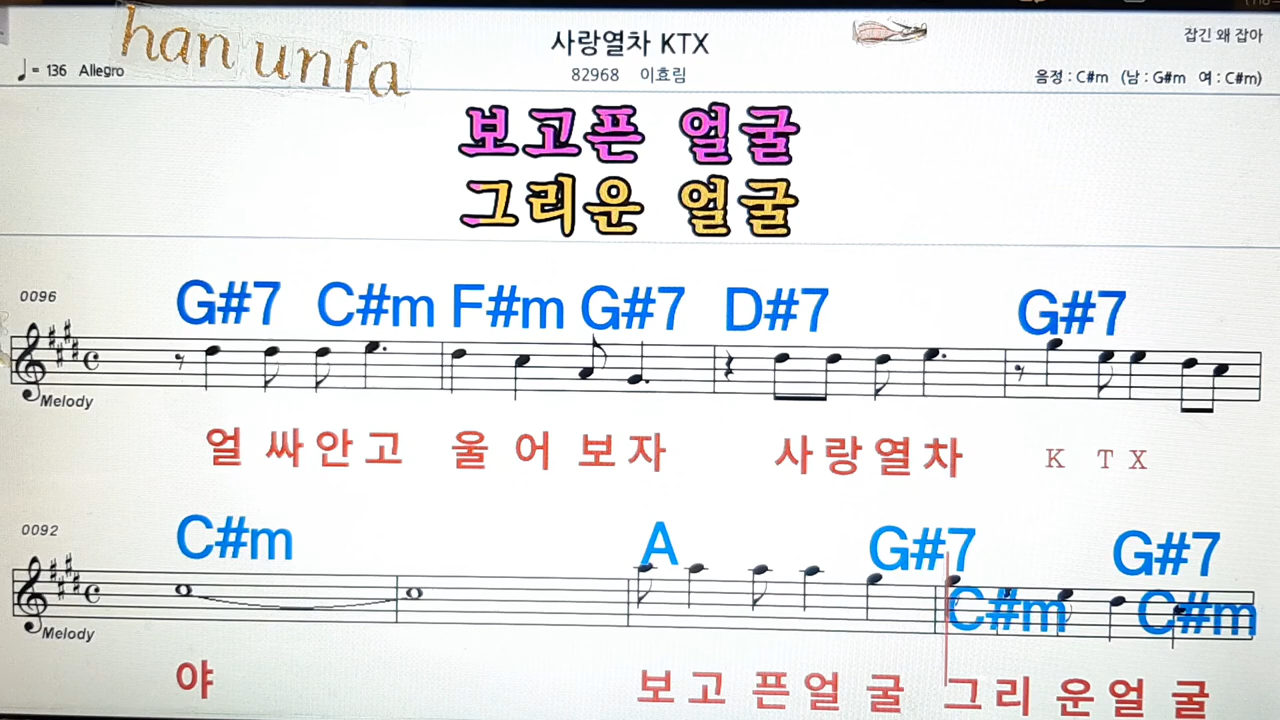 han unfa
사랑열차 KTX
잡긴 왜 잡아
♩= 136 Allegro
82968 이효림
음정 : C#m (남 : G#m 여 : C#m)
보고픈 얼굴
그리운 얼굴
0096
G#7 C#m F#m G#7 D#7 G#7
Melody
얼 싸 안 고 울 어 보 자 사 랑 열 차 K T X
0092
C#m A G#7 G#7
C#m C#m
Melody
야 보 고 픈 얼 굴 그 리 운 얼 굴